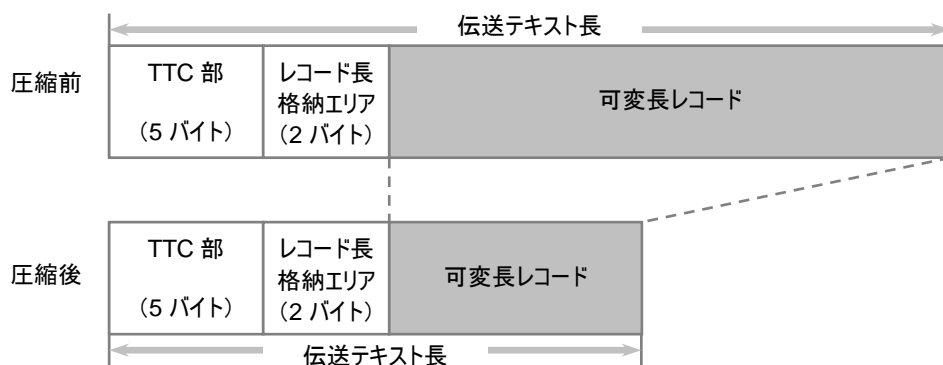 伝送テキスト長
圧縮前
TTC 部
（5 バイト）
レコード長
格納エリア
（2 バイト）
可変長レコード
圧縮後
TTC 部
（5 バイト）
レコード長
格納エリア
（2 バイト）
可変長レコード
伝送テキスト長